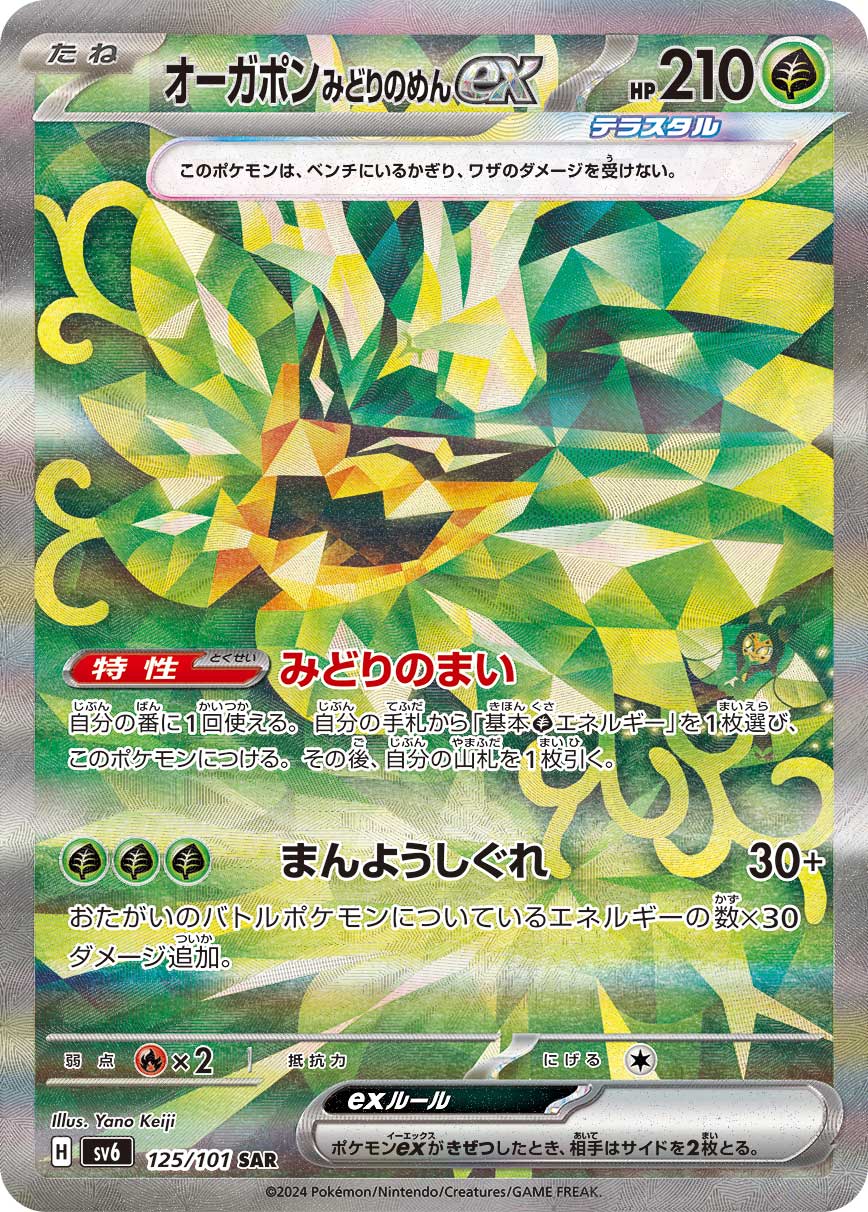 たね オーガポン みどりのめん ex HP 210
テラスタル
このポケモンは、ベンチにいるかぎり、ワザのダメージを受けない。
特性 とくせい みどりのまい
自分の番に1回使える。自分の手札から「基本エネルギー」を1枚選び、
このポケモンにつける。その後、自分の山札を1枚引く。
まんようしぐれ 30+
おたがいのバトルポケモンについているエネルギーの数×30
ダメージ追加。
弱点 ×2 抵抗力 にげる
exルール
ポケモンexがきぜつしたとき、相手はサイドを2枚とる。
Illus. Yano Keiji
H SV6 125/101 SAR
©2024 Pokémon/Nintendo/Creatures/GAME FREAK.